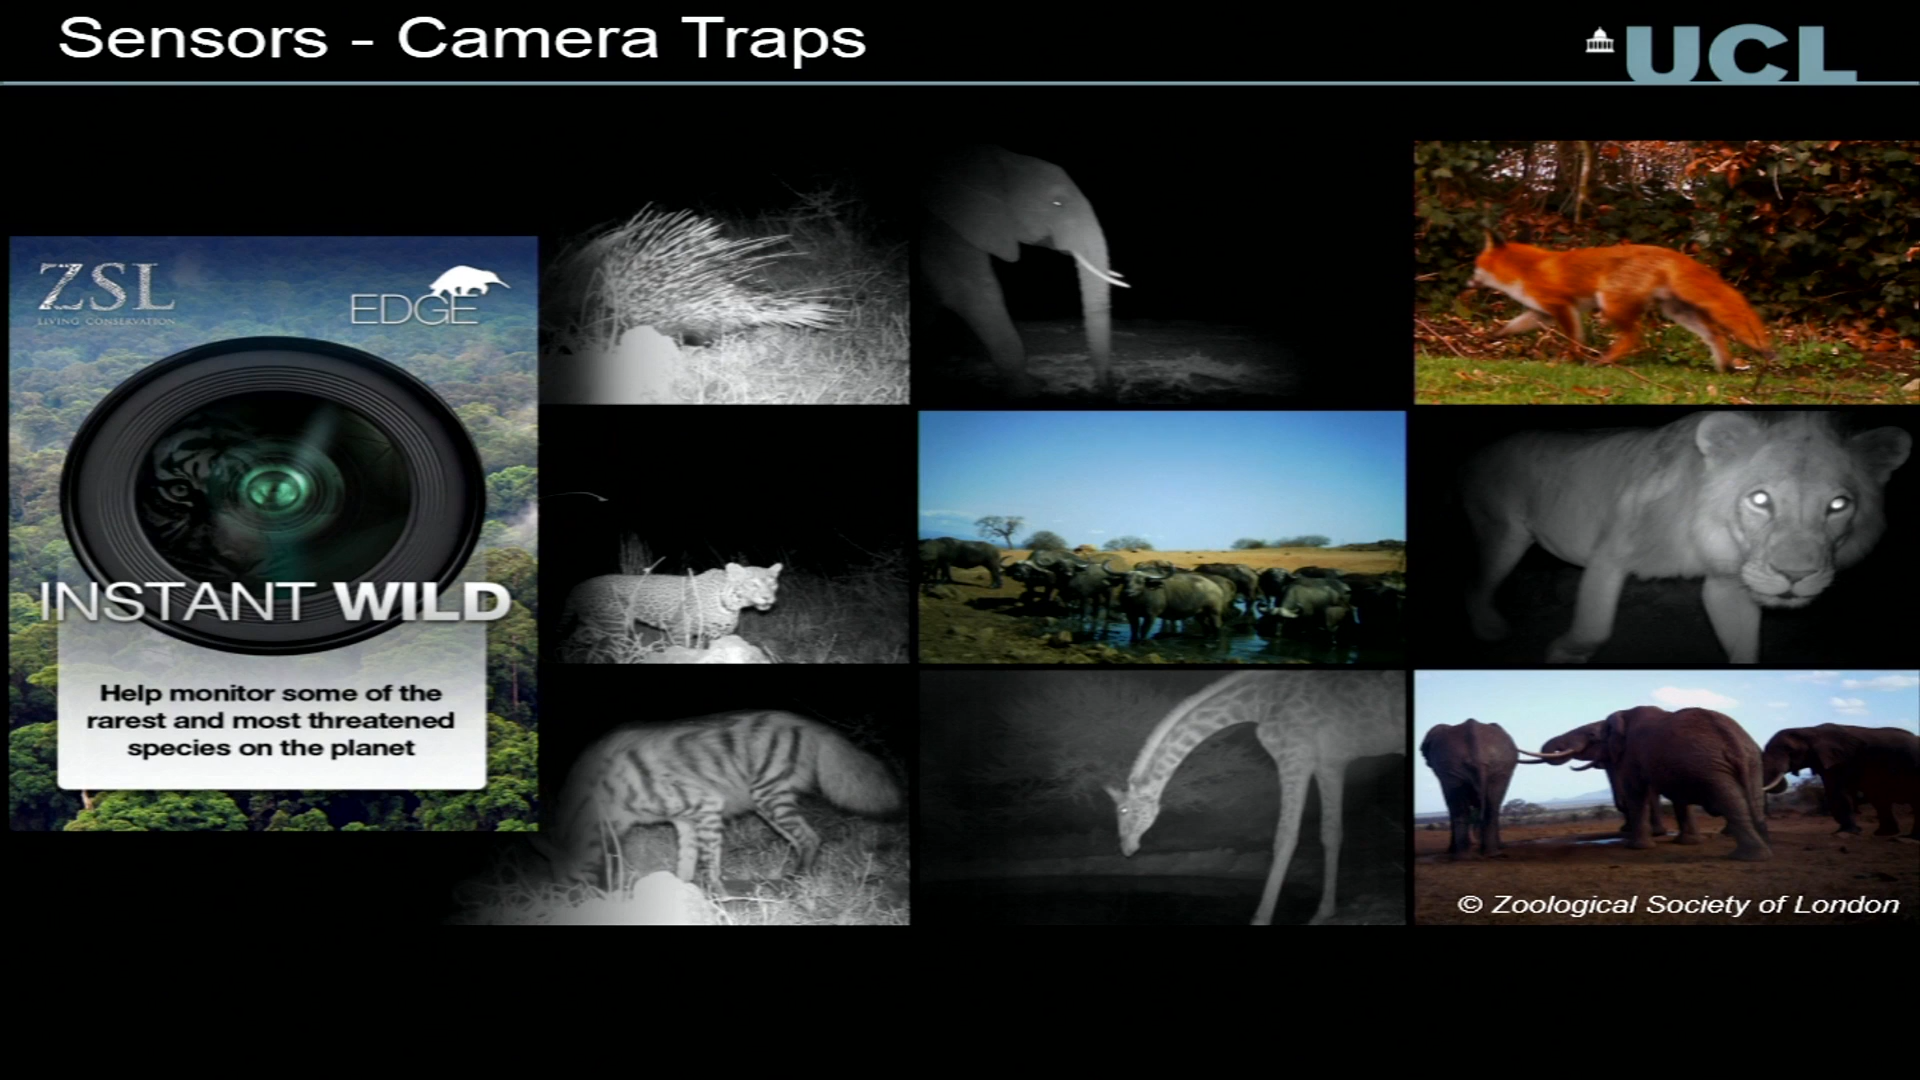 Sensors - Camera Traps
UCL
ZSL
LIVING CONSERVATION
EDGE
INSTANT WILD
Help monitor some of the
rarest and most threatened
species on the planet
© Zoological Society of London